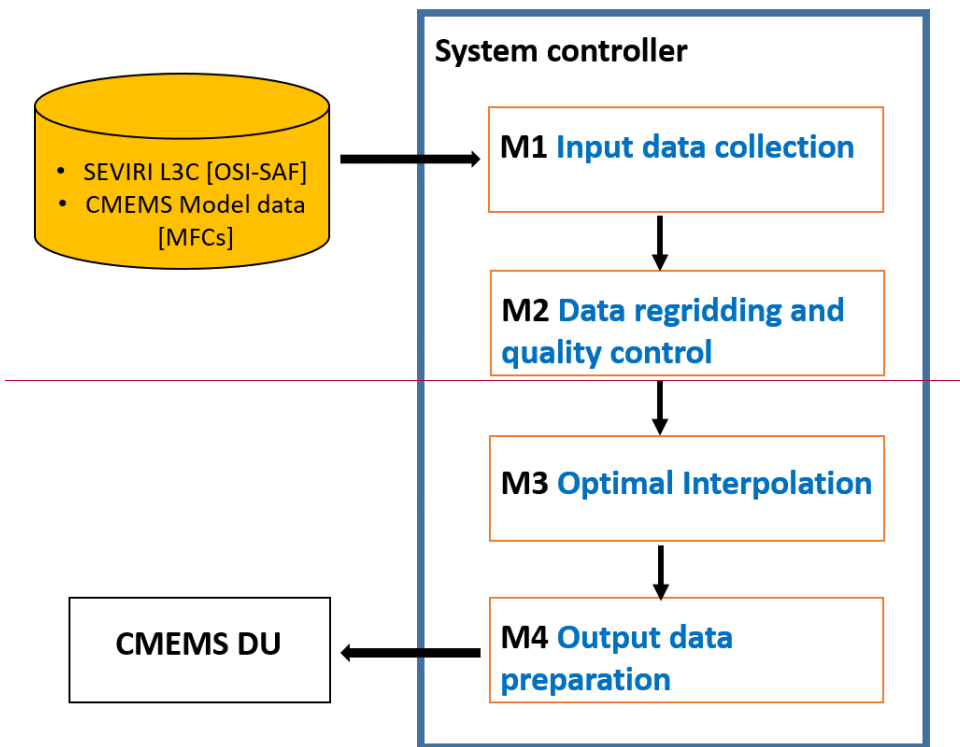 System controller
• SEVIRI L3C [OSI-SAF]
• CMEMS Model data
[MFCs]
M1 Input data collection
M2 Data regridding and
quality control
M3 Optimal Interpolation
M4 Output data
preparation
CMEMS DU